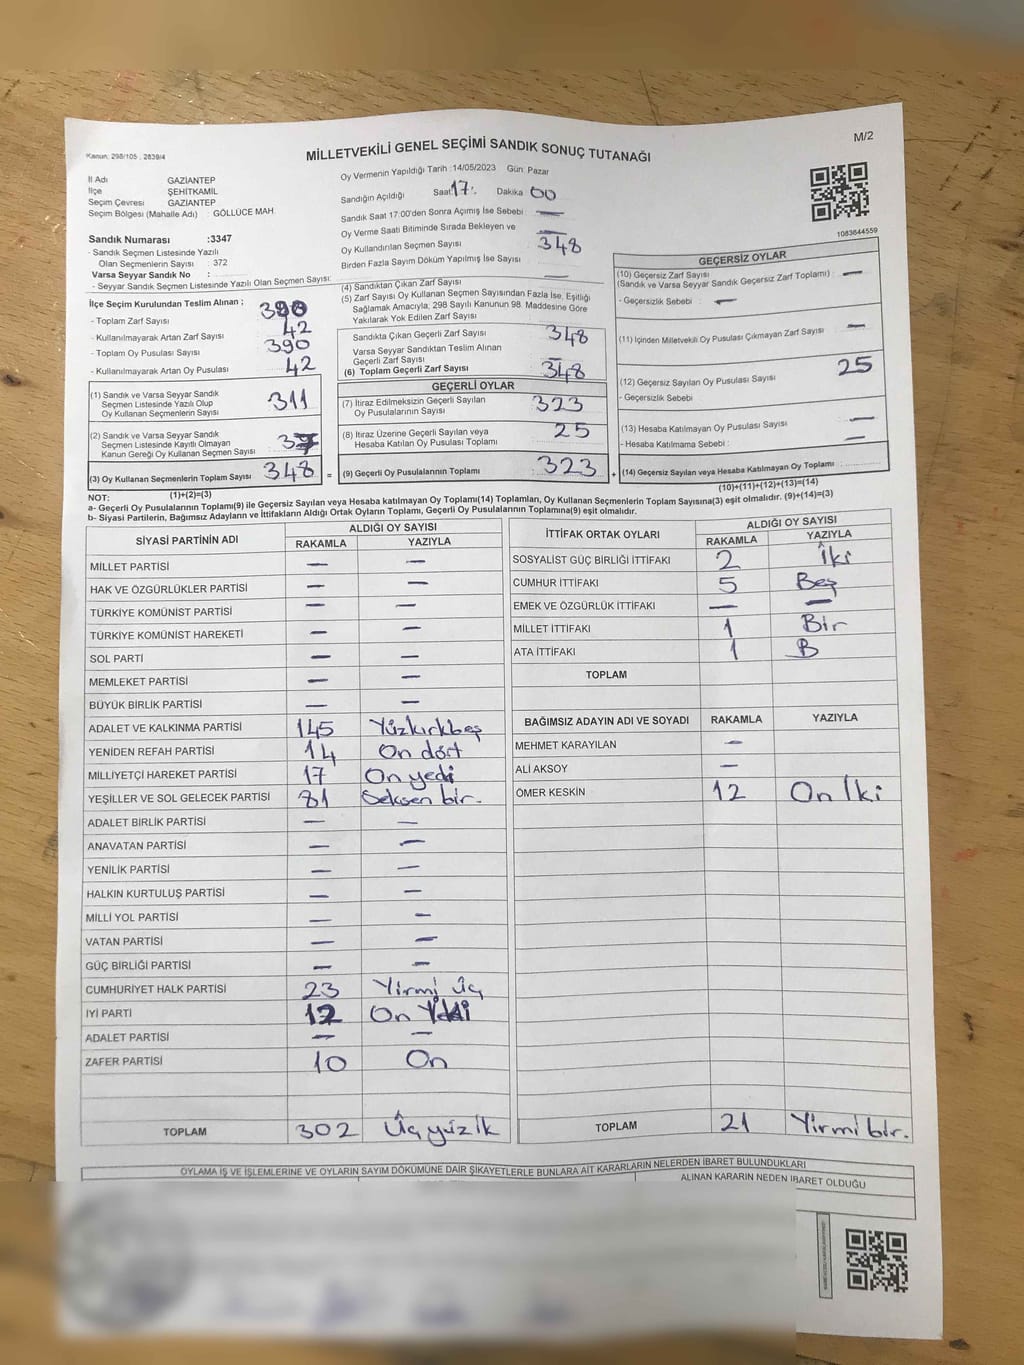 M/2
Kanun: 298/105 , 2839/4
MİLLETVEKİLİ GENEL SEÇİMİ SANDIK SONUÇ TUTANAĞI
İl Adı GAZİANTEP
İlçe ŞEHİTKAMİL
Seçim Çevresi GAZİANTEP
Seçim Bölgesi (Mahalle Adı) : GÖLLÜCE MAH.
Sandık Numarası :3347
- Sandık Seçmen Listesinde Yazılı
Olan Seçmenlerin Sayısı : 372
Varsa Seyyar Sandık No :
- Seyyar Seçmen Listesinde Yazılı Olan Seçmen Sayısı:
Oy Vermenin Yapıldığı Tarih :14/05/2023 Gün: Pazar
Sandığın Açıldığı Saat: 17. Dakika 00
Sandık Saat 17:00'den Sonra Açımış İse Sebebi —
Oy Verme Saati Bitiminde Sırada Bekleyen ve —
Oy Kullandırılan Seçmen Sayısı 348
Birden Fazla Sayım Döküm Yapılmış İse Sayısı —
1083644559
İlçe Seçim Kurulundan Teslim Alınan ;
- Toplam Zarf Sayısı 390
- Kullanılmayarak Artan Zarf Sayısı 42
- Toplam Oy Pusulası Sayısı 390
- Kullanılmayarak Artan Oy Pusulası 42
(1) Sandık ve Varsa Seyyar Sandık
Seçmen Listesinde Yazılı Olup
Oy Kullanan Seçmenlerin Sayısı 311
(2) Sandık ve Varsa Seyyar Sandık
Seçmen Listesinde Kayıtlı Olmayan
Kanun Gereği Oy Kullanan Seçmen Sayısı 37
(3) Oy Kullanan Seçmenlerin Toplam Sayısı 348
(1)+(2)=(3)
(4) Sandıktan Çıkan Zarf Sayısı
(5) Zarf Sayısı Oy Kullanan Seçmen Sayısından Fazla İse, Eşitliği
Sağlamak Amacıyla; 298 Sayılı Kanunun 98. Maddesine Göre
Yakılarak Yok Edilen Zarf Sayısı
Sandıkta Çıkan Geçerli Zarf Sayısı 348
Varsa Seyyar Sandıktan Teslim Alınan
Geçerli Zarf Sayısı —
(6) Toplam Geçerli Zarf Sayısı 348
GEÇERLİ OYLAR
(7) İtiraz Edilmeksizin Geçerli Sayılan
Oy Pusulalarının Sayısı 323
(8) İtiraz Üzerine Geçerli Sayılan veya
Hesaba Katılan Oy Pusulası Toplamı 25
= (9) Geçerli Oy Pusulalarının Toplamı 323 +
GEÇERSİZ OYLAR
(10) Geçersiz Zarf Sayısı —
(Sandık ve Varsa Seyyar Sandık Geçersiz Zarf Toplamı)
- Geçersizlik Sebebi : —
(11) İçinden Milletvekili Oy Pusulası Çıkmayan Zarf Sayısı —
(12) Geçersiz Sayılan Oy Pusulası Sayısı 25
- Geçersizlik Sebebi
(13) Hesaba Katılmayan Oy Pusulası Sayısı —
- Hesaba Katılmama Sebebi : —
(14) Geçersiz Sayılan veya Hesaba Katılmayan Oy Toplamı
(10)+(11)+(12)+(13)=(14)
NOT:
a- Geçerli Oy Pusulalarının Toplamı(9) ile Geçersiz Sayılan veya Hesaba katılmayan Oy Toplamı(14) Toplamları, Oy Kullanan Seçmenlerin Toplam Sayısına(3) eşit olmalıdır. (9)+(14)=(3)
b- Siyasi Partilerin, Bağımsız Adayların ve İttifakların Aldığı Ortak Oyların Toplamı, Geçerli Oy Pusulalarının Toplamına(9) eşit olmalıdır.
SİYASİ PARTİNİN ADI ALDIĞI OY SAYISI
RAKAMLA YAZIYLA
MİLLET PARTİSİ — —
HAK VE ÖZGÜRLÜKLER PARTİSİ — —
TÜRKİYE KOMÜNİST PARTİSİ — —
TÜRKİYE KOMÜNİST HAREKETİ — —
SOL PARTİ — —
MEMLEKET PARTİSİ — —
BÜYÜK BİRLİK PARTİSİ — —
ADALET VE KALKINMA PARTİSİ 145 Yüzkırkbeş
YENİDEN REFAH PARTİSİ 14 On dört
MİLLİYETÇİ HAREKET PARTİSİ 17 On yedi
YEŞİLLER VE SOL GELECEK PARTİSİ 81 Seksen bir.
ADALET BİRLİK PARTİSİ — —
ANAVATAN PARTİSİ — —
YENİLİK PARTİSİ — —
HALKIN KURTULUŞ PARTİSİ — —
MİLLİ YOL PARTİSİ — —
VATAN PARTİSİ — —
GÜÇ BİRLİĞİ PARTİSİ — —
CUMHURİYET HALK PARTİSİ 23 Yirmi üç
İYİ PARTİ 12 On
ADALET PARTİSİ — —
ZAFER PARTİSİ 10 On
TOPLAM 302 Üçyüzik
İTTİFAK ORTAK OYLARI ALDIĞI OY SAYISI
RAKAMLA YAZIYLA
SOSYALİST GÜÇ BİRLİĞİ İTTİFAKI 2 İki
CUMHUR İTTİFAKI 5 Beş
EMEK VE ÖZGÜRLÜK İTTİFAKI — —
MİLLET İTTİFAKI 1 Bir
ATA İTTİFAKI 1 B
TOPLAM
BAĞIMSIZ ADAYIN ADI VE SOYADI RAKAMLA YAZIYLA
MEHMET KARAYILAN —
ALİ AKSOY —
ÖMER KESKİN 12 On İki
TOPLAM 21 Yirmi bir.
OYLAMA İŞ VE İŞLEMLERİNE VE OYLARIN SAYIM DÖKÜMÜNE DAİR ŞİKAYETLERLE BUNLARA AİT KARARLARIN NELERDEN İBARET BULUNDUKLARI
ALINAN KARARIN NEDEN İBARET OLDUĞU